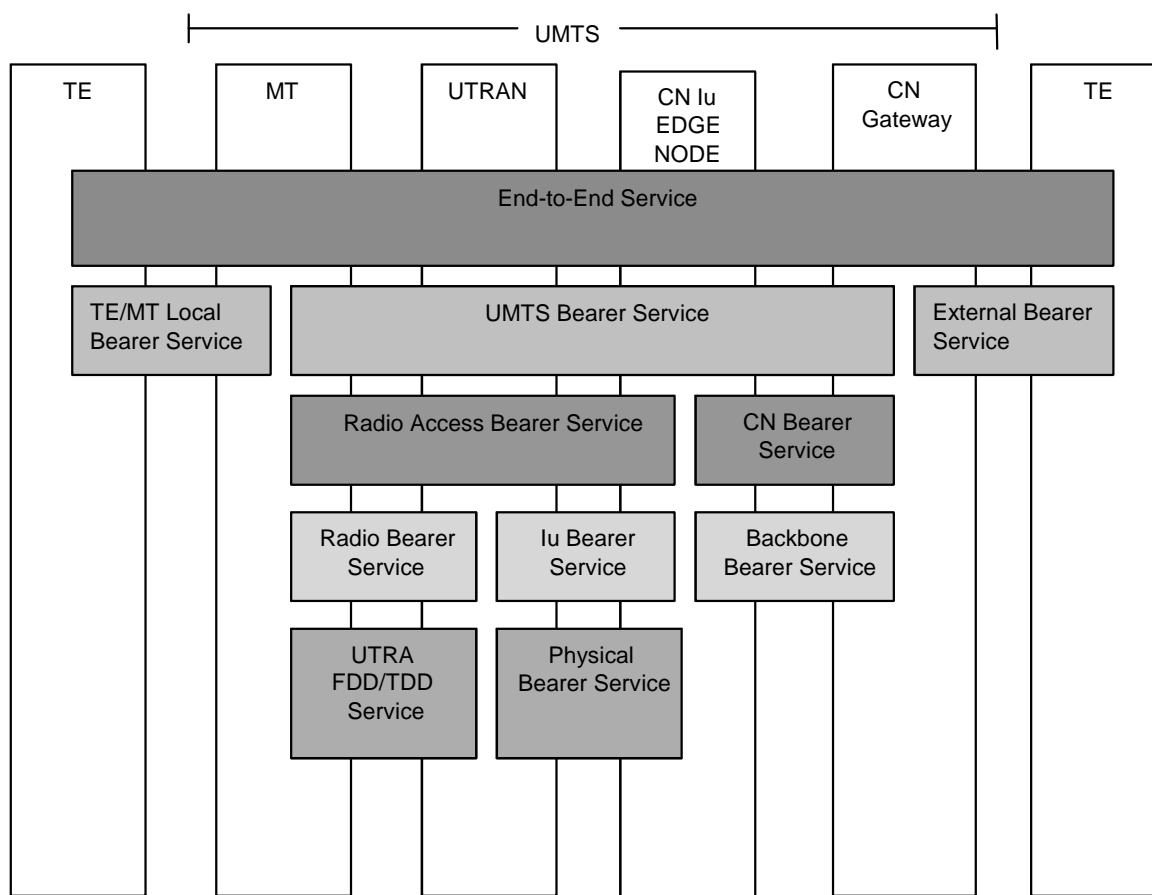 UMTS
TE
MT
UTRAN
CN Iu
EDGE
NODE
CN
Gateway
TE
End-to-End Service
TE/MT Local
Bearer Service
UMTS Bearer Service
External Bearer
Service
Radio Access Bearer Service
CN Bearer
Service
Radio Bearer
Service
Iu Bearer
Service
Backbone
Bearer Service
UTRA
FDD/TDD
Service
Physical
Bearer Service